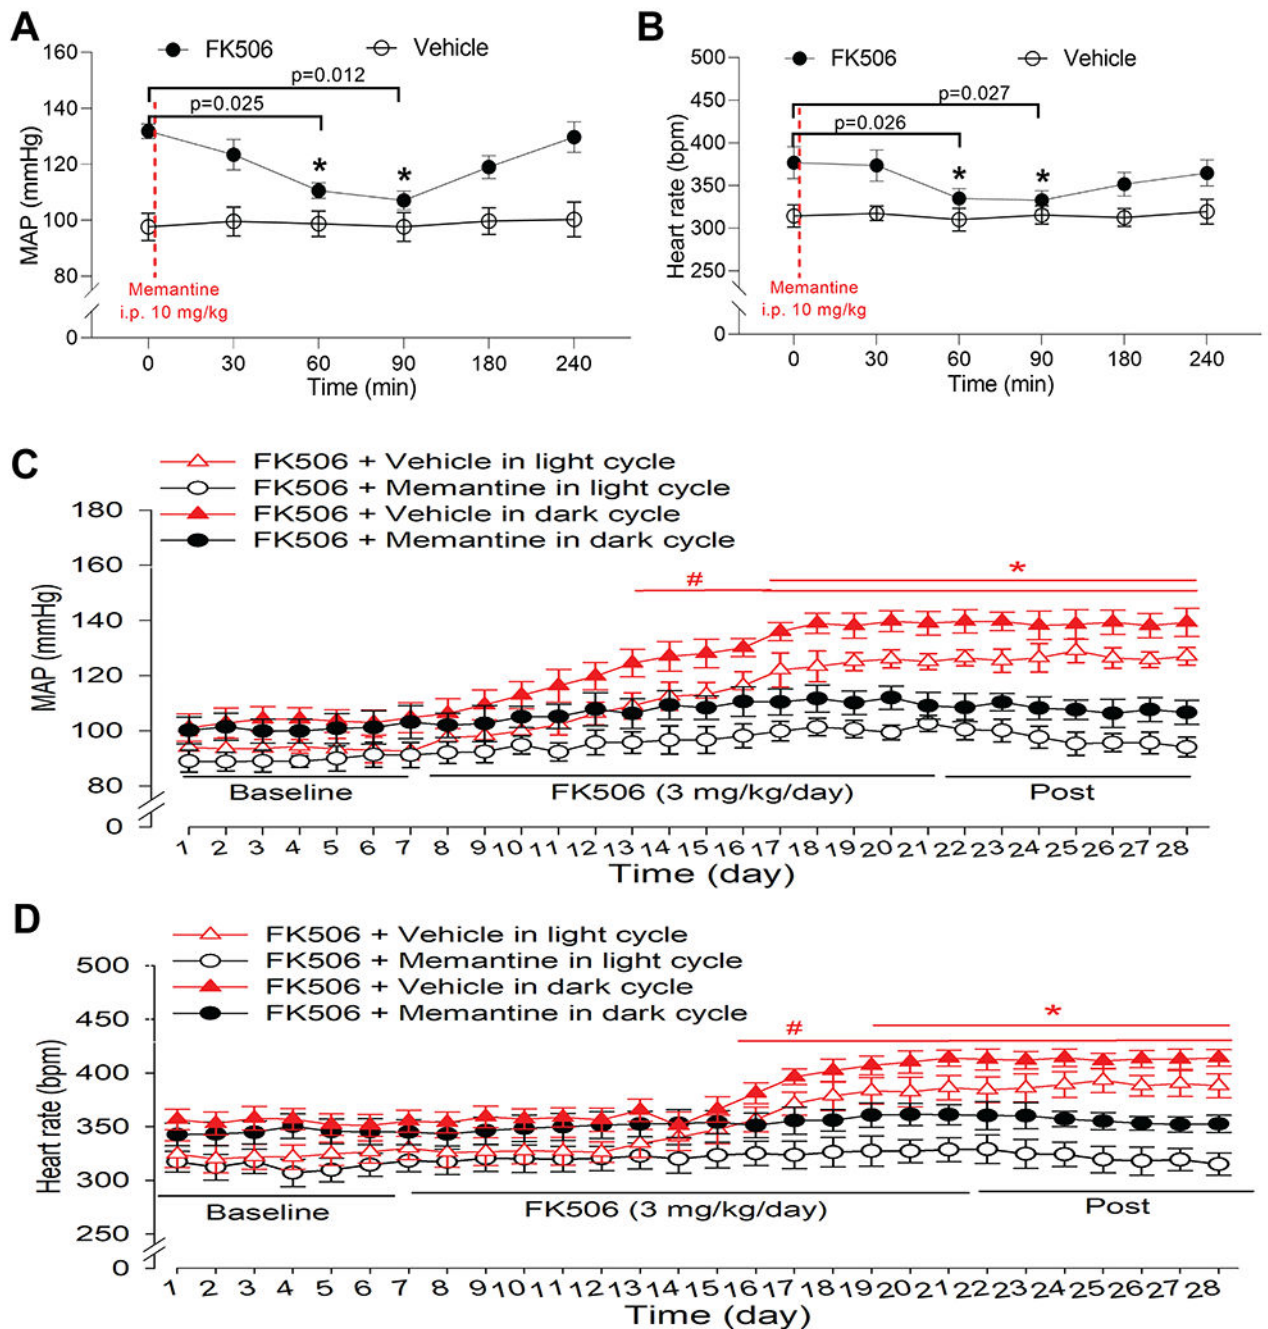 A
FK506 Vehicle
160
140
120
100
80
0
MAP (mmHg)
p=0.012
p=0.025
* *
Memantine
i.p. 10 mg/kg
0 30 60 90 180 240
Time (min)
B
FK506 Vehicle
500
450
400
350
300
250
0
Heart rate (bpm)
p=0.027
p=0.026
* *
Memantine
i.p. 10 mg/kg
0 30 60 90 180 240
Time (min)
C
FK506 + Vehicle in light cycle
FK506 + Memantine in light cycle
FK506 + Vehicle in dark cycle
FK506 + Memantine in dark cycle
180
160
140
120
100
80
0
MAP (mmHg)
# *
Baseline FK506 (3 mg/kg/day) Post
1 2 3 4 5 6 7 8 9 10 11 12 13 14 15 16 17 18 19 20 21 22 23 24 25 26 27 28
Time (day)
D
FK506 + Vehicle in light cycle
FK506 + Memantine in light cycle
FK506 + Vehicle in dark cycle
FK506 + Memantine in dark cycle
500
450
400
350
300
250
0
Heart rate (bpm)
# *
Baseline FK506 (3 mg/kg/day) Post
1 2 3 4 5 6 7 8 9 10 11 12 13 14 15 16 17 18 19 20 21 22 23 24 25 26 27 28
Time (day)